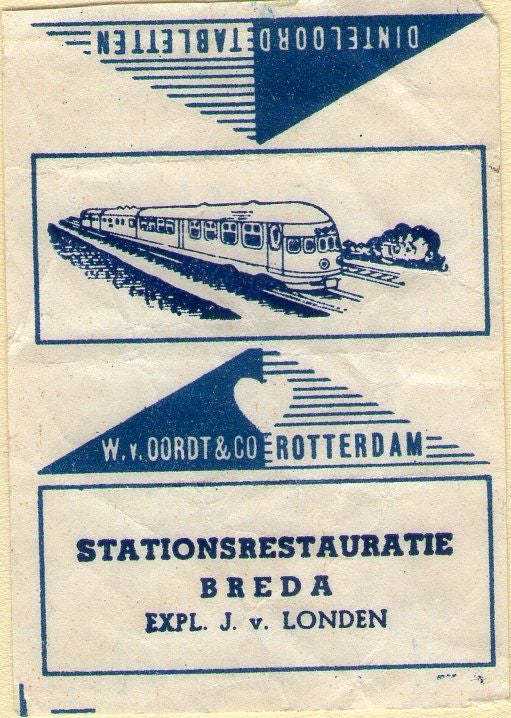 DINTELOORD TABLETTEN
W. v. OORDT & CO ROTTERDAM
STATIONSRESTAURATIE
BREDA
EXPL. J. v. LONDEN